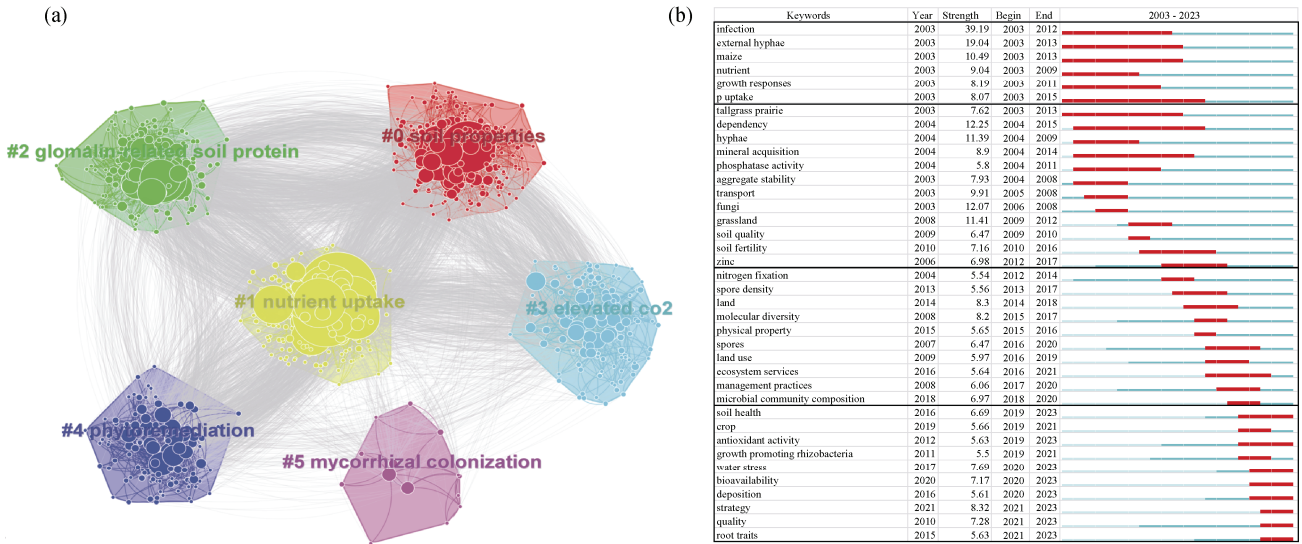 (a)
#2 glomalin-related soil protein
#0 soil properties
#1 nutrient uptake
#3 elevated co2
#4 phytoremediation
#5 mycorrhizal colonization
(b)
Keywords Year Strength Begin End 2003 - 2023
infection 2003 39.19 2003 2012
external hyphae 2003 19.04 2003 2013
maize 2003 10.49 2003 2013
nutrient 2003 9.04 2003 2009
growth responses 2003 8.19 2003 2011
p uptake 2003 8.07 2003 2015
tallgrass prairie 2003 7.62 2003 2013
dependency 2004 12.25 2004 2015
hyphae 2004 11.39 2004 2009
mineral acquisition 2004 8.9 2004 2014
phosphatase activity 2004 5.8 2004 2011
aggregate stability 2003 7.93 2004 2008
transport 2003 9.91 2005 2008
fungi 2003 12.07 2006 2008
grassland 2008 11.41 2009 2012
soil quality 2009 6.47 2009 2010
soil fertility 2010 7.16 2010 2016
zinc 2006 6.98 2012 2017
nitrogen fixation 2004 5.54 2012 2014
spore density 2013 5.56 2013 2017
land 2014 8.3 2014 2018
molecular diversity 2008 8.2 2015 2017
physical property 2015 5.65 2015 2016
spores 2007 6.47 2016 2020
land use 2009 5.97 2016 2019
ecosystem services 2016 5.64 2016 2021
management practices 2008 6.06 2017 2020
microbial community composition 2018 6.97 2018 2020
soil health 2016 6.69 2019 2023
crop 2019 5.66 2019 2021
antioxidant activity 2012 5.63 2019 2023
growth promoting rhizobacteria 2011 5.5 2019 2021
water stress 2017 7.69 2020 2023
bioavailability 2020 7.17 2020 2023
deposition 2016 5.61 2020 2023
strategy 2021 8.32 2021 2023
quality 2010 7.28 2021 2023
root traits 2015 5.63 2021 2023